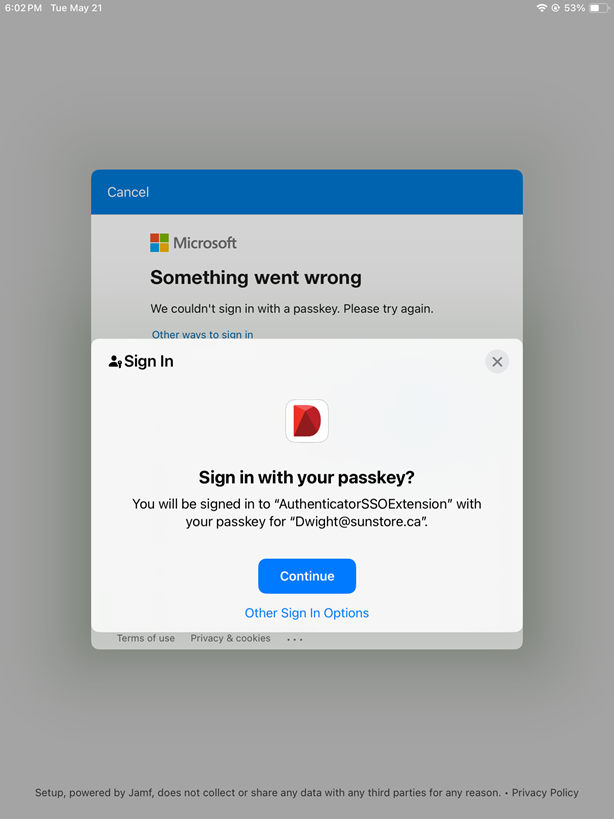 6:02 PM Tue May 21
53%
Cancel
Microsoft
Something went wrong
We couldn't sign in with a passkey. Please try again.
Other ways to sign in
Sign In
Sign in with your passkey?
You will be signed in to “AuthenticatorSSOExtension” with
your passkey for “Dwight@sunstore.ca”.
Continue
Other Sign In Options
Terms of use Privacy & cookies ...
Setup, powered by Jamf, does not collect or share any data with any third parties for any reason. • Privacy Policy